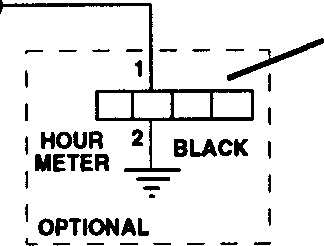 1
2
HOUR
METER
BLACK
OPTIONAL